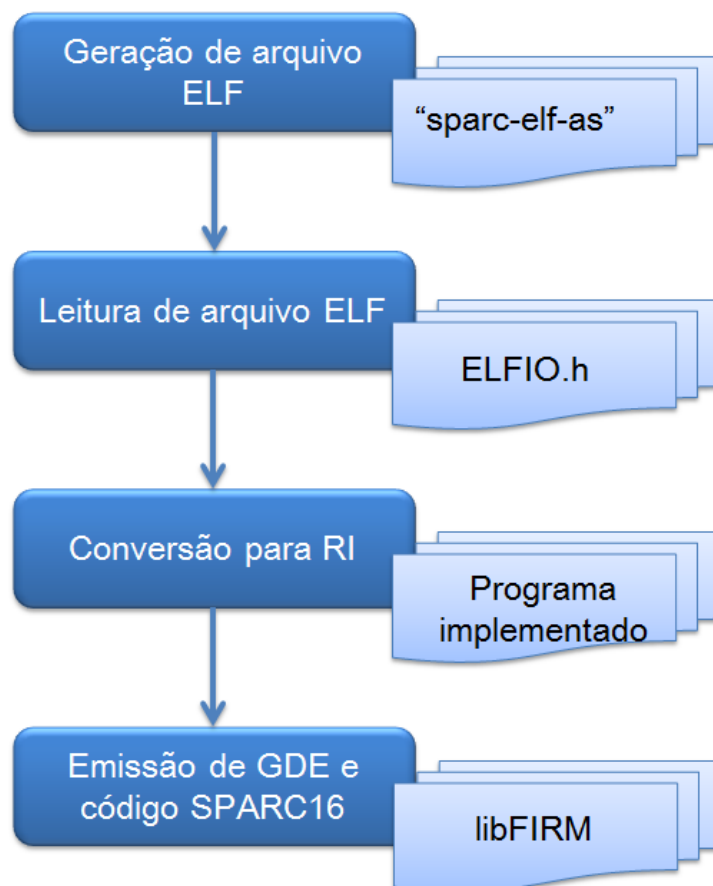 Geração de arquivo
ELF
“sparc-elf-as”
Leitura de arquivo ELF
ELFIO.h
Conversão para RI
Programa
implementado
Emissão de GDE e
código SPARC16
libFIRM